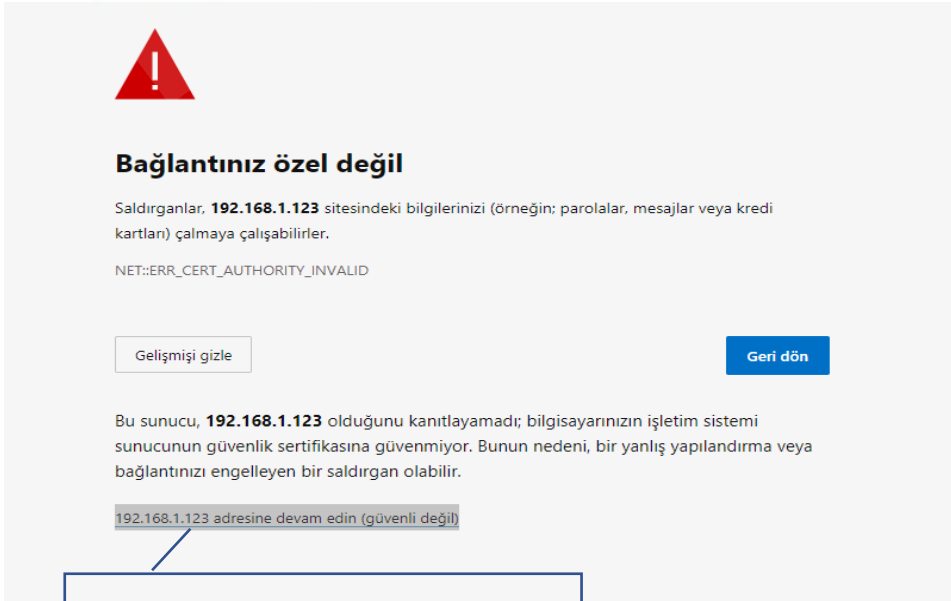 Bağlantınız özel değil
Saldırganlar, 192.168.1.123 sitesindeki bilgilerinizi (örneğin; parolalar, mesajlar veya kredi
kartları) çalmaya çalışabilirler.
NET::ERR_CERT_AUTHORITY_INVALID
Gelişmişi gizle
Geri dön
Bu sunucu, 192.168.1.123 olduğunu kanıtlayamadı; bilgisayarınızın işletim sistemi
sunucunun güvenlik sertifikasına güvenmiyor. Bunun nedeni, bir yanlış yapılandırma veya
bağlantınızı engelleyen bir saldırgan olabilir.
192.168.1.123 adresine devam edin (güvenli değil)